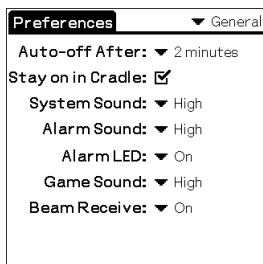 Preferences General
Auto-off After: 2 minutes
Stay on in Cradle:
System Sound: High
Alarm Sound: High
Alarm LED: On
Game Sound: High
Beam Receive: On